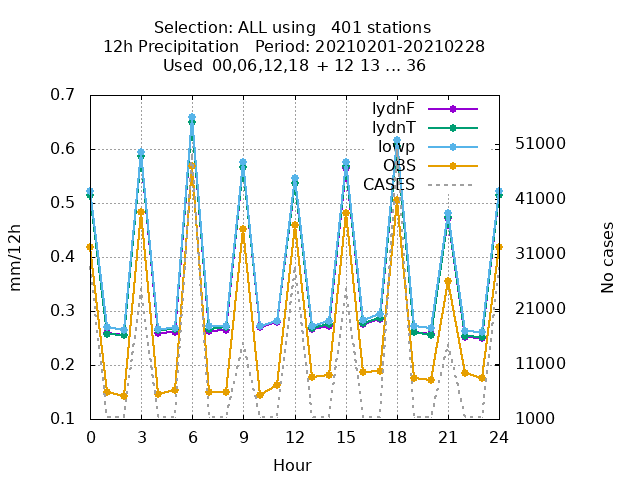 Selection: ALL using   401 stations
12h Precipitation   Period: 20210201-20210228
Used  00,06,12,18  + 12 13 ... 36
lydnF
lydnT
lowp
OBS
CASES
0.7
0.6
0.5
0.4
0.3
0.2
0.1
mm/12h
51000
41000
31000
21000
11000
1000
No cases
0 3 6 9 12 15 18 21 24
Hour